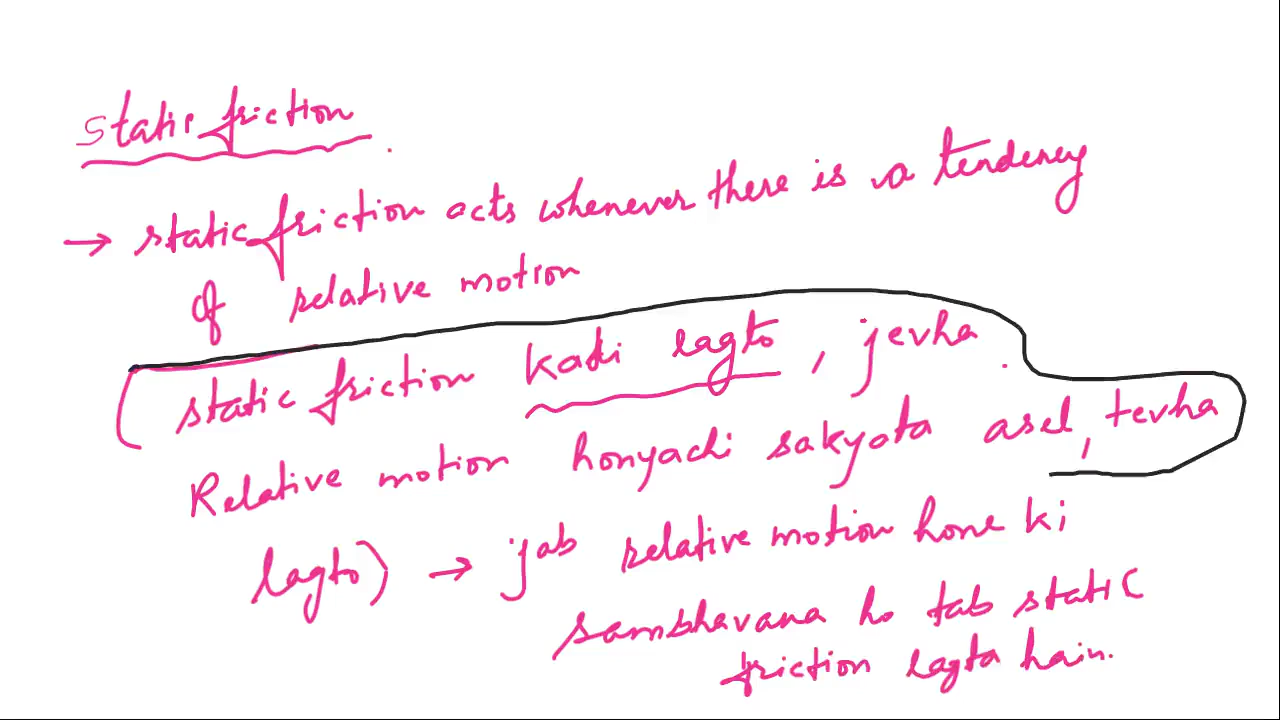 static friction
→ static friction acts whenever there is a tendency
of relative motion
(static friction kadhi lagto, jevha
Relative motion honyachi sakyata asel, tevha
lagto) → jab relative motion hone ki
sambhavana ho tab static
friction lagta hain.